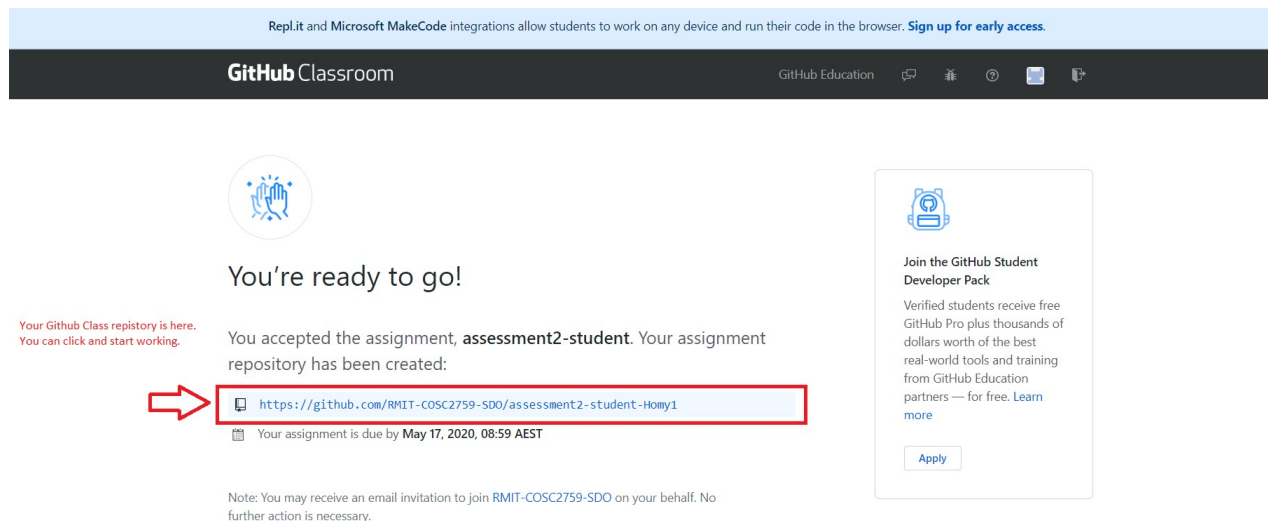 Repl.it and Microsoft MakeCode integrations allow students to work on any device and run their code in the browser. Sign up for early access.
GitHub Classroom
GitHub Education
You're ready to go!
Your Github Class repistory is here.
You can click and start working.
You accepted the assignment, assessment2-student. Your assignment
repository has been created:
https://github.com/RMIT-COSC2759-SDO/assessment2-student-Homy1
Your assignment is due by May 17, 2020, 08:59 AEST
Note: You may receive an email invitation to join RMIT-COSC2759-SDO on your behalf. No
further action is necessary.
Join the GitHub Student
Developer Pack
Verified students receive free
GitHub Pro plus thousands of
dollars worth of the best
real-world tools and training
from GitHub Education
partners — for free. Learn
more
Apply